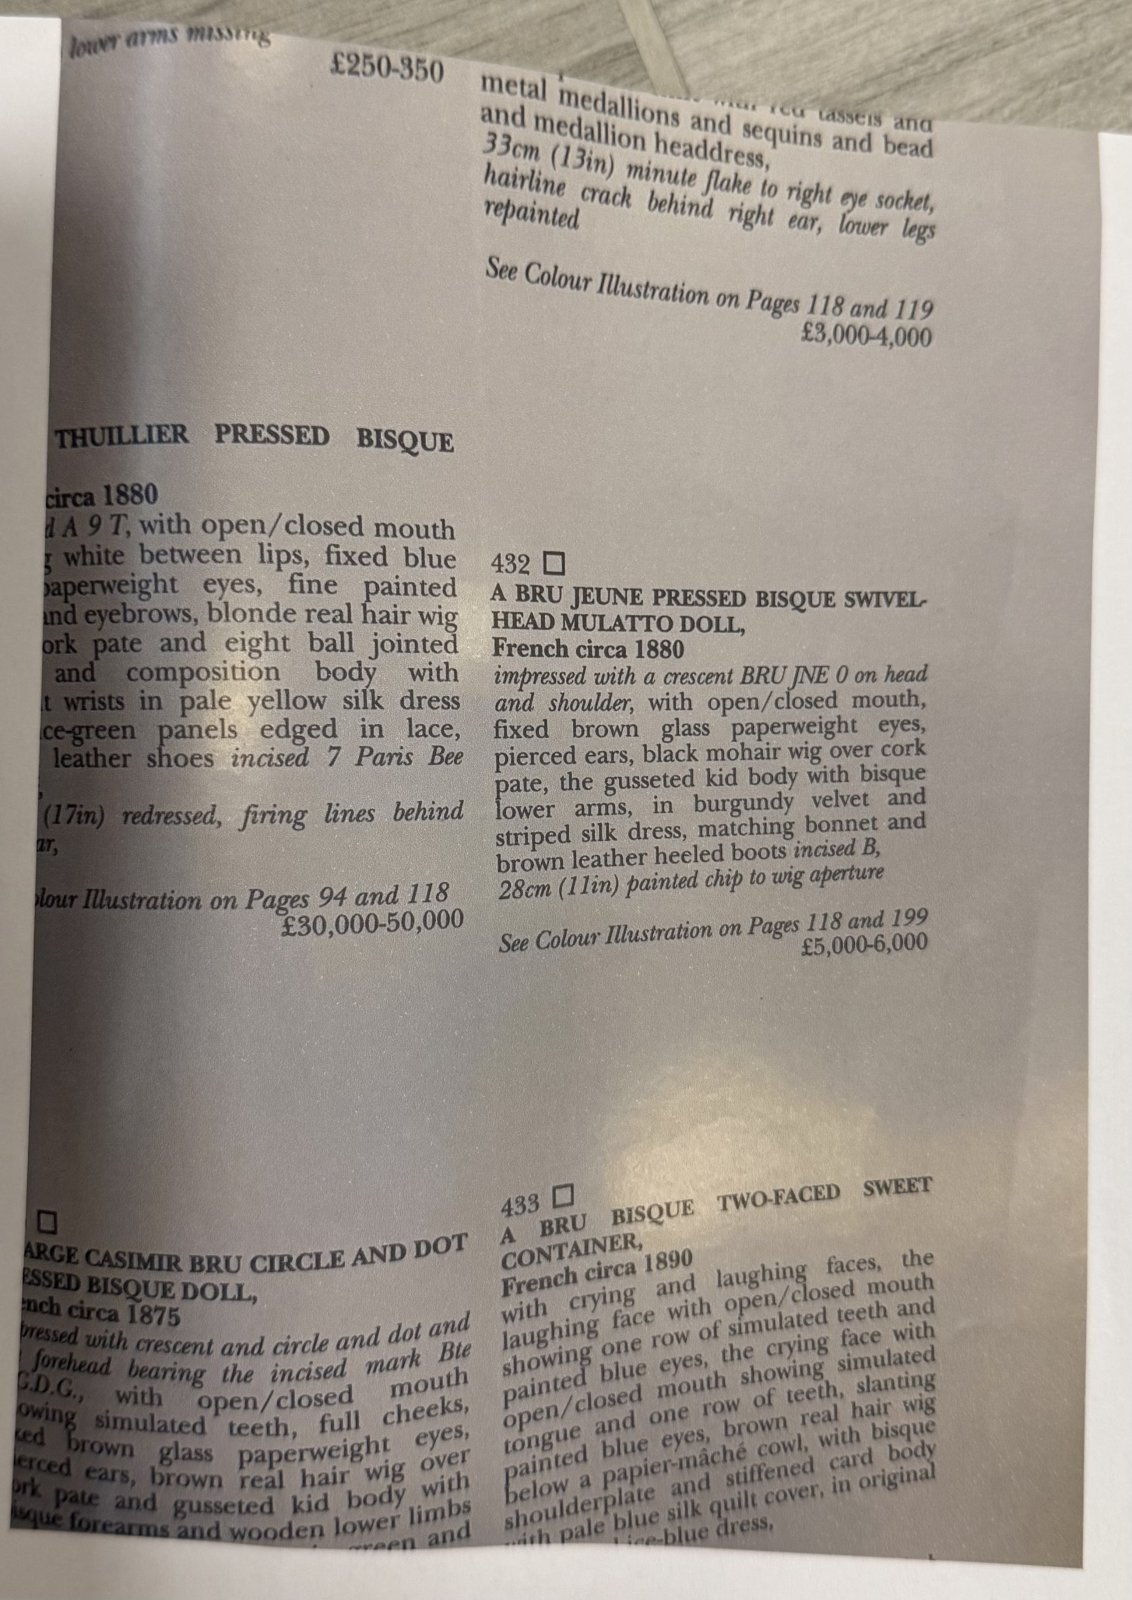 lower arms missing
£250-350
THUILLIER PRESSED BISQUE
circa 1880
A 9 T, with open/closed mouth
white between lips, fixed blue
paperweight eyes, fine painted
and eyebrows, blonde real hair wig
ork pate and eight ball jointed
and composition body with
t wrists in pale yellow silk dress
ce-green panels edged in lace,
leather shoes incised 7 Paris Bee
(17in) redressed, firing lines behind
ar,
lour Illustration on Pages 94 and 118
£30,000-50,000
ARGE CASIMIR BRU CIRCLE AND DOT
ESSED BISQUE DOLL,
ench circa 1875
pressed with crescent and circle and dot and
forehead bearing the incised mark Bte
S.G.D.G., with open/closed mouth
owing simulated teeth, full cheeks,
xed brown glass paperweight eyes,
ierced ears, brown real hair wig over
ork pate and gusseted kid body with
isque forearms and wooden lower limbs
green and
with red tassels and
metal medallions and sequins and bead
and medallion headdress,
33cm (13in) minute flake to right eye socket,
hairline crack behind right ear, lower legs
repainted
See Colour Illustration on Pages 118 and 119
£3,000-4,000
432 □
A BRU JEUNE PRESSED BISQUE SWIVEL-
HEAD MULATTO DOLL,
French circa 1880
impressed with a crescent BRU JNE 0 on head
and shoulder, with open/closed mouth,
fixed brown glass paperweight eyes,
pierced ears, black mohair wig over cork
pate, the gusseted kid body with bisque
lower arms, in burgundy velvet and
striped silk dress, matching bonnet and
brown leather heeled boots incised B,
28cm (11in) painted chip to wig aperture
See Colour Illustration on Pages 118 and 199
£5,000-6,000
433 □
A BRU BISQUE TWO-FACED SWEET
CONTAINER,
French circa 1890
with crying and laughing faces, the
laughing face with open/closed mouth
showing one row of simulated teeth and
painted blue eyes, the crying face with
open/closed mouth showing simulated
tongue and one row of teeth, slanting
painted blue eyes, brown real hair wig
below a papier-mâché cowl, with bisque
shoulderplate and stiffened card body
with pale blue silk quilt cover, in original
ice-blue dress,